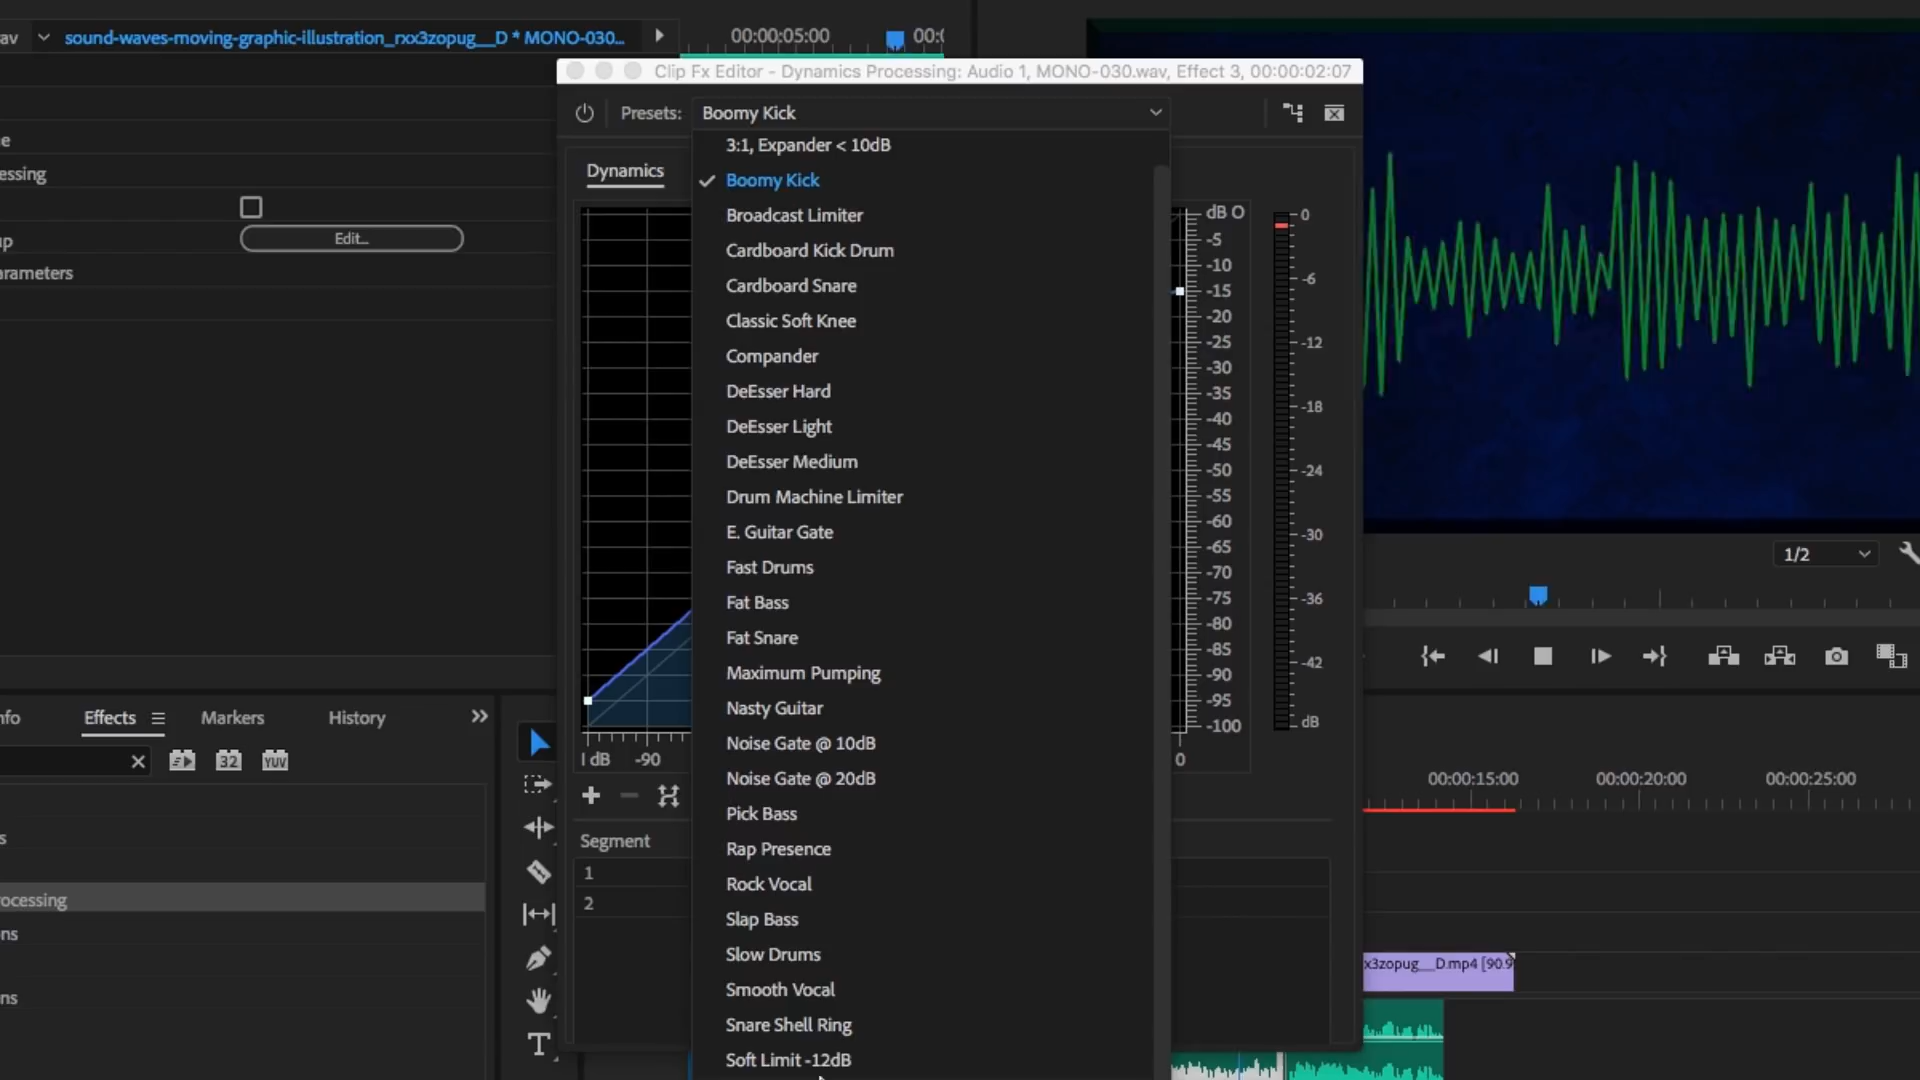 av
sound-waves-moving-graphic-illustration_rxx3zopug__D * MONO-030...
00:00:05:00
00:(
Clip Fx Editor - Dynamics Processing: Audio 1, MONO-030.wav, Effect 3, 00:00:02:07
Presets:
Boomy Kick
Dynamics
3:1, Expander < 10dB
Boomy Kick
Broadcast Limiter
Cardboard Kick Drum
Cardboard Snare
Classic Soft Knee
Compander
DeEsser Hard
DeEsser Light
DeEsser Medium
Drum Machine Limiter
E. Guitar Gate
Fast Drums
Fat Bass
Fat Snare
Maximum Pumping
Nasty Guitar
Noise Gate @ 10dB
Noise Gate @ 20dB
Pick Bass
Rap Presence
Rock Vocal
Slap Bass
Slow Drums
Smooth Vocal
Snare Shell Ring
Soft Limit -12dB
dB O
-5
-10
-15
-20
-25
-30
-35
-40
-45
-50
-55
-60
-65
-70
-75
-80
-85
-90
-95
-100
0
-6
-12
-18
-24
-30
-36
-42
dB
I dB
-90
0
Segment
1
2
e
essing
Edit...
up
arameters
nfo
Effects
Markers
History
32
YUV
s
ocessing
ns
ns
1/2
00:00:15:00
00:00:20:00
00:00:25:00
x3zopug__D.mp4 [90.9